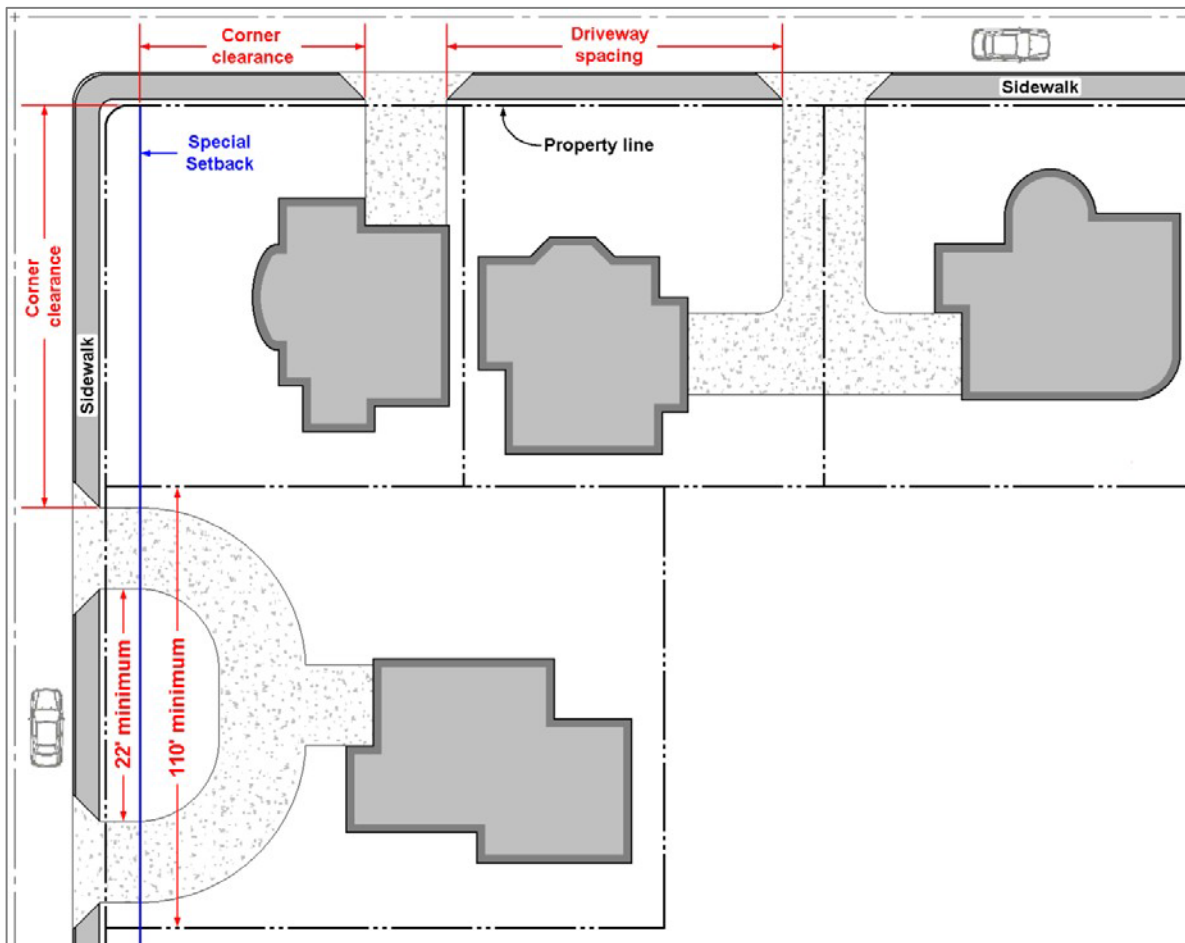 Corner
clearance
Driveway
spacing
Sidewalk
Special
Setback
Property line
Corner
clearance
Sidewalk
22' minimum
110' minimum